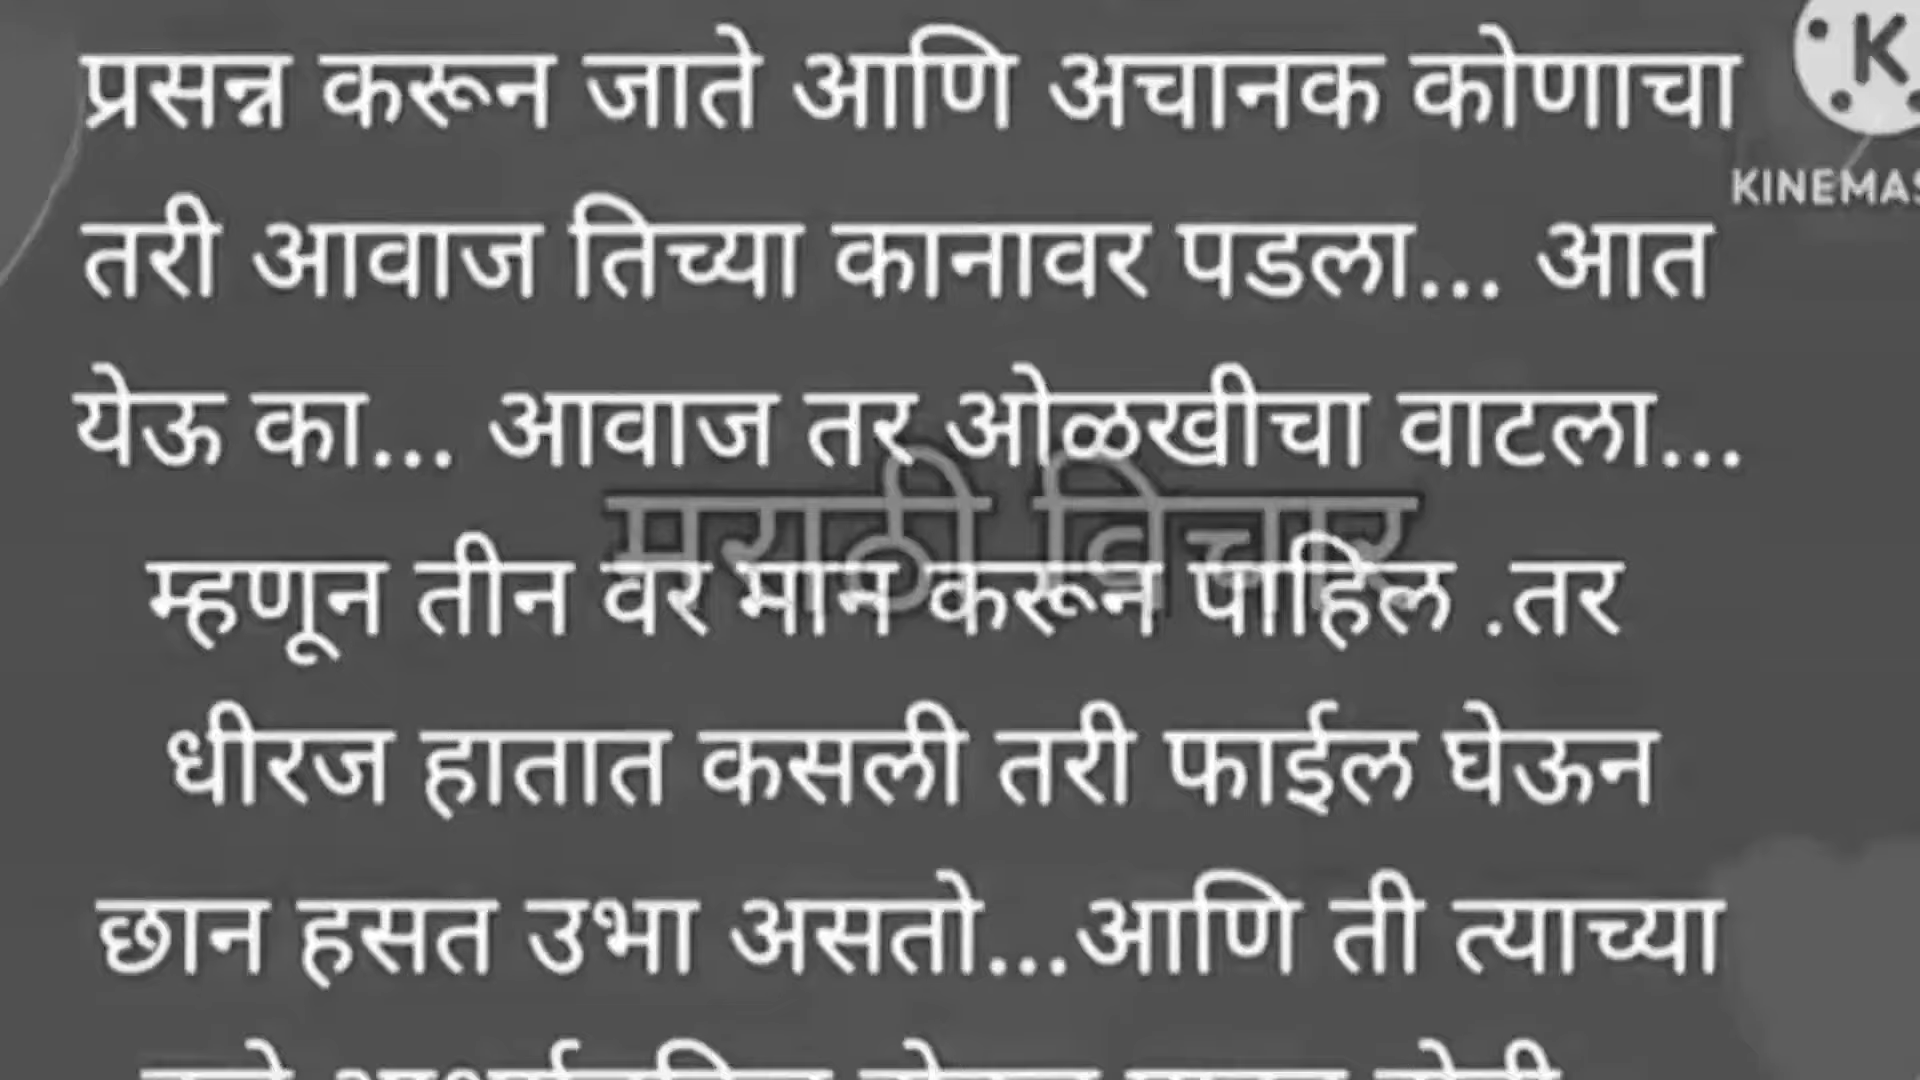 प्रसन्न करून जाते आणि अचानक कोणाचा
तरी आवाज तिच्या कानावर पडला... आत
येऊ का... आवाज तर ओळखीचा वाटला...
म्हणून तीन वर मान करून पाहिल .तर
धीरज हातात कसली तरी फाईल घेऊन
छान हसत उभा असतो...आणि ती त्याच्या
मराठी विचार
K
KINEMAS